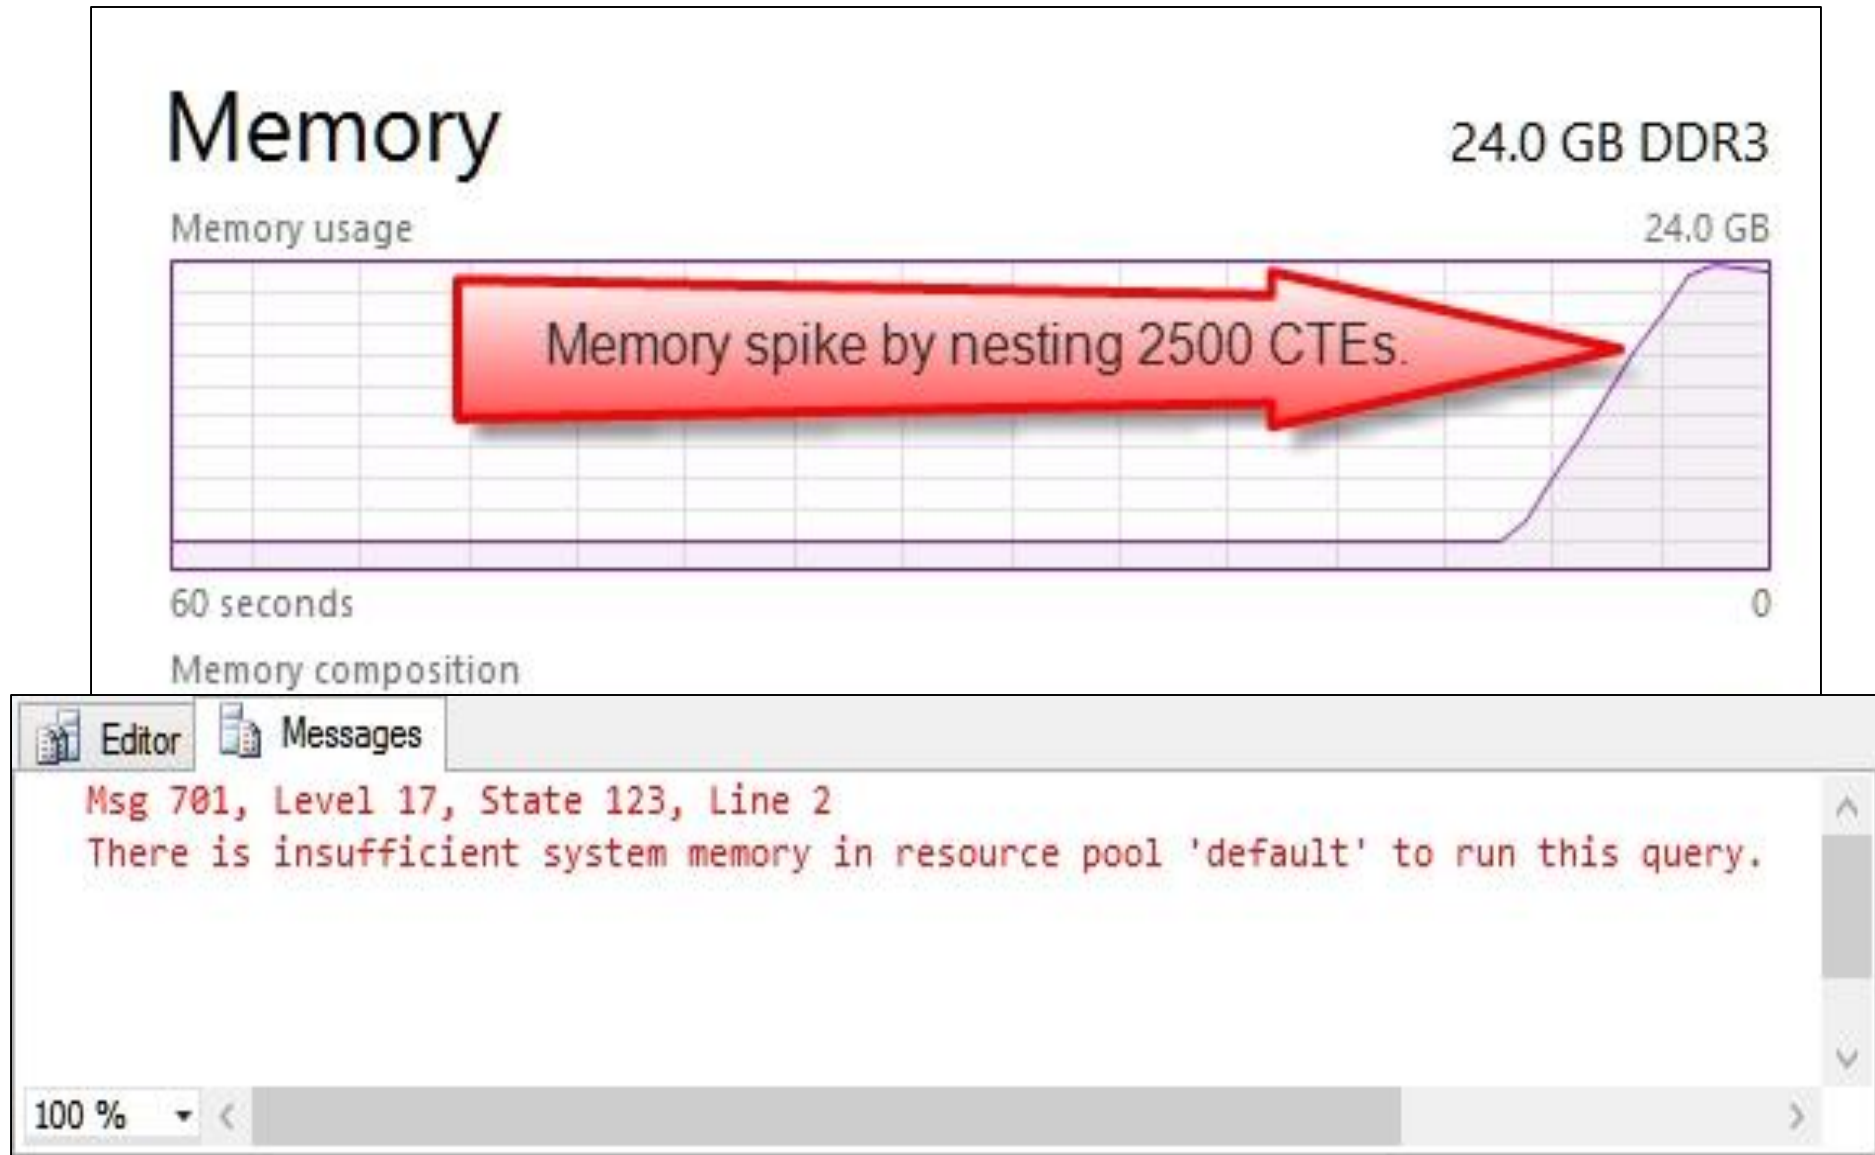 Memory
24.0 GB DDR3
Memory usage
24.0 GB
Memory spike by nesting 2500 CTEs.
60 seconds
0
Memory composition
Editor
Messages
Msg 701, Level 17, State 123, Line 2
There is insufficient system memory in resource pool 'default' to run this query.
100 %